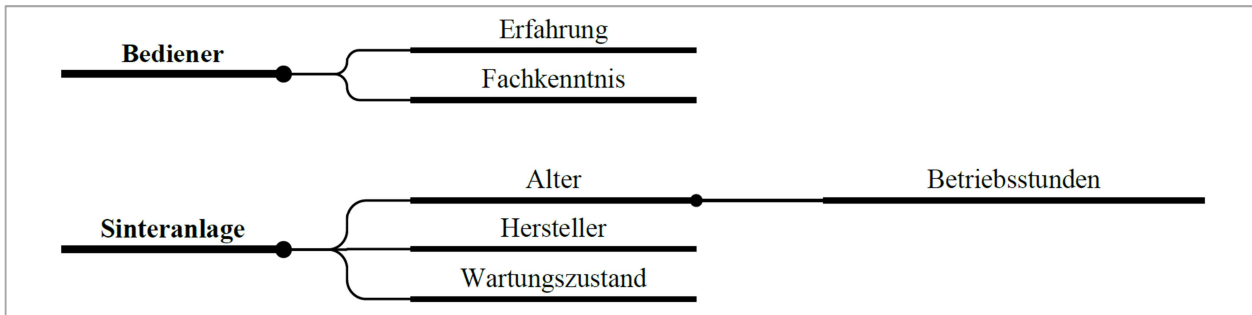 Bediener
Erfahrung
Fachkenntnis
Sinteranlage
Alter
Betriebsstunden
Hersteller
Wartungszustand